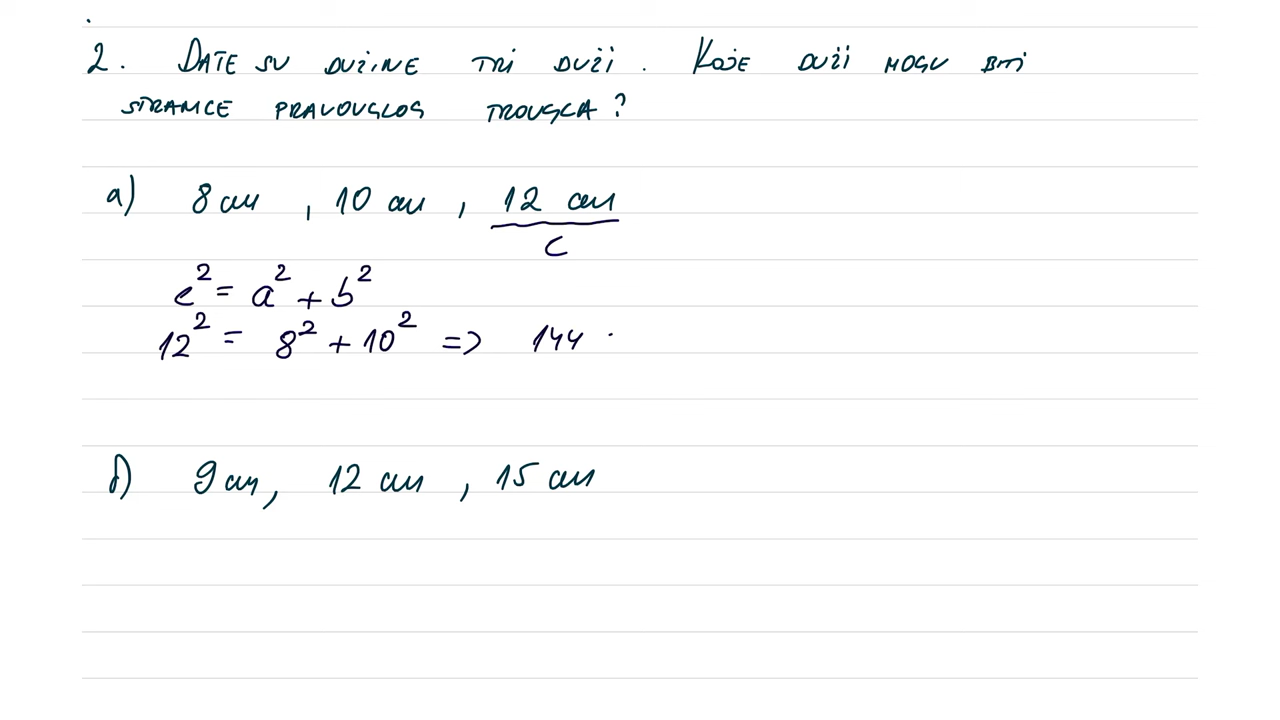 2. DATE SU DUŽINE TRI DUŽI. KOJE DUŽI MOGU BITI
STRANICE PRAVOUGLOG TROUGLA?
a) 8 cm, 10 cm, 12 cm
c
c² = a² + b²
12² = 8² + 10² => 144
б) 9 cm, 12 cm, 15 cm